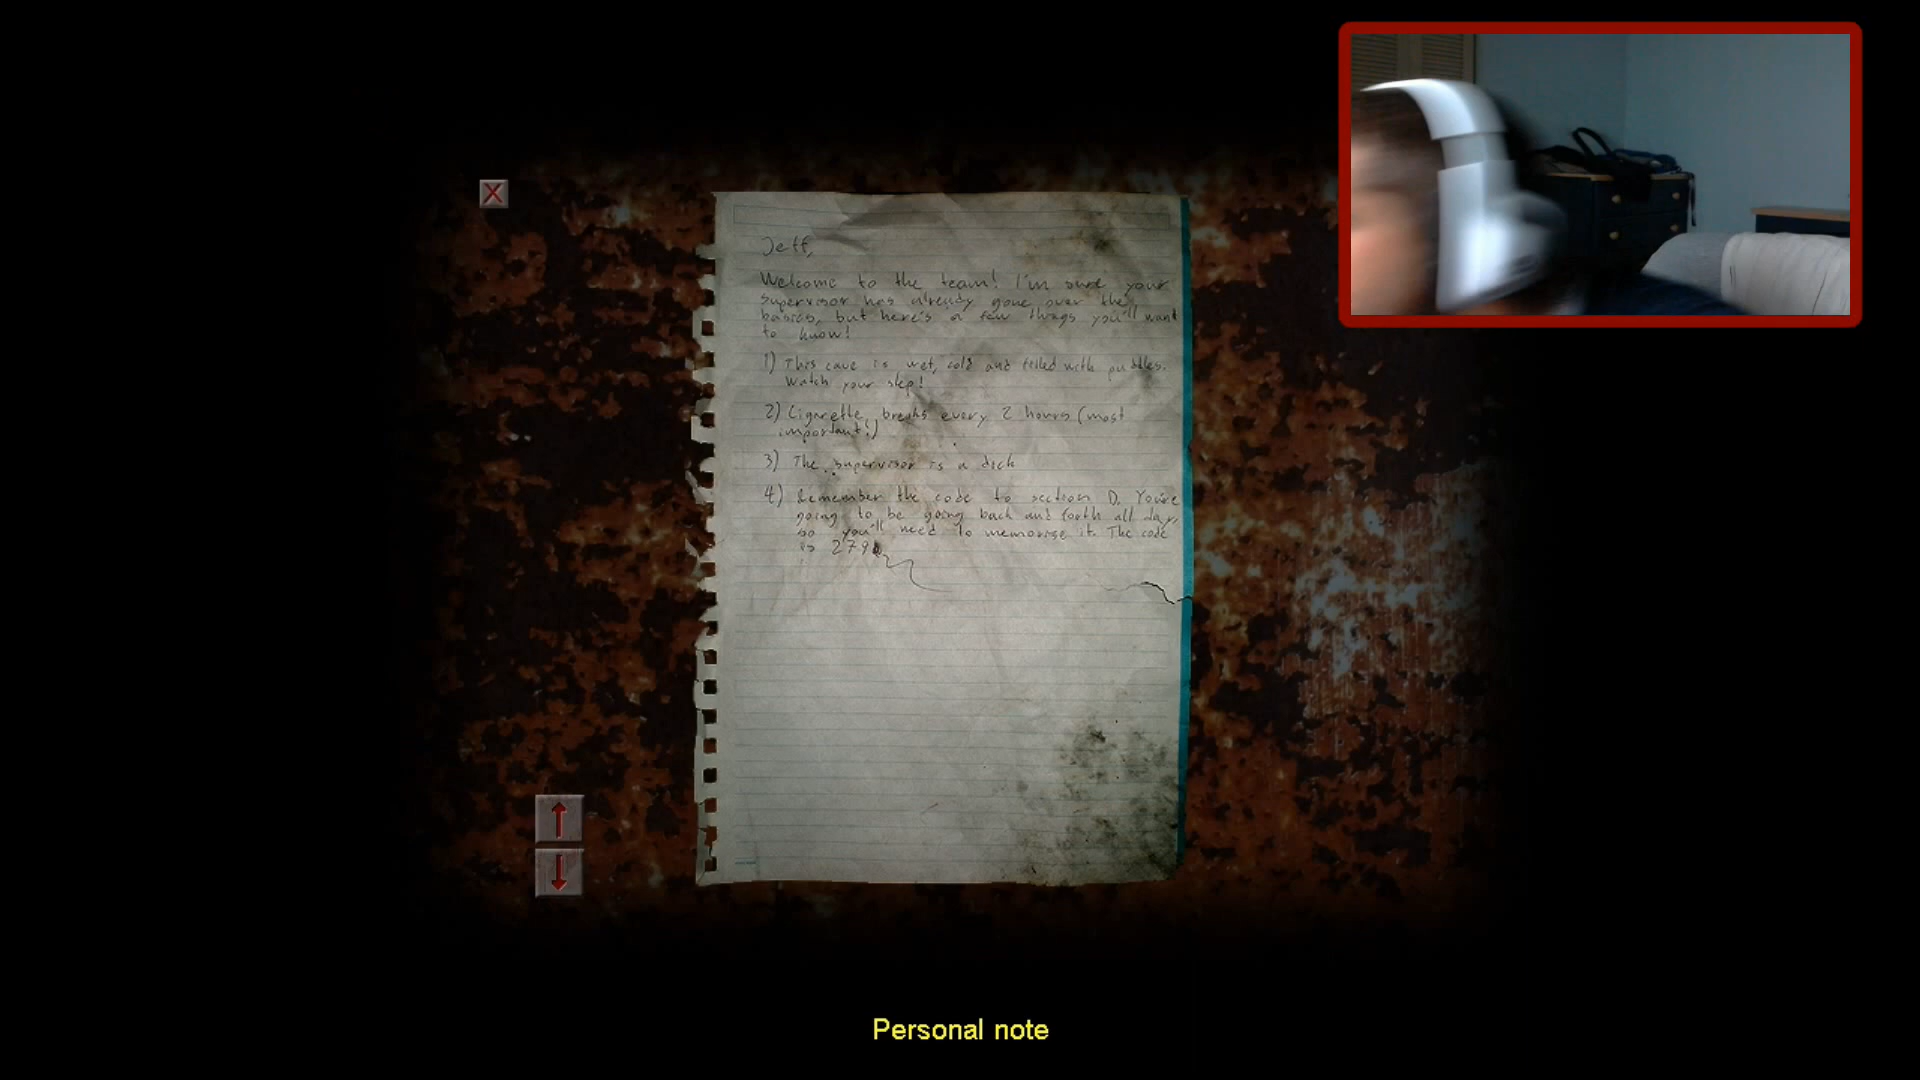 Jeff,
Welcome to the team! I'm sure your
supervisor has already gone over the
basics, but here's a few things you'll want
to know!
1) This cave is wet, cold and filled with puddles.
Watch your step!
2) Cigarette breaks every 2 hours (most
important!)
3) The supervisor is a dick
4) Remember the code to section D. You're
going to be going back and forth all day,
so you'll need to memorise it. The code
is 279
Personal note